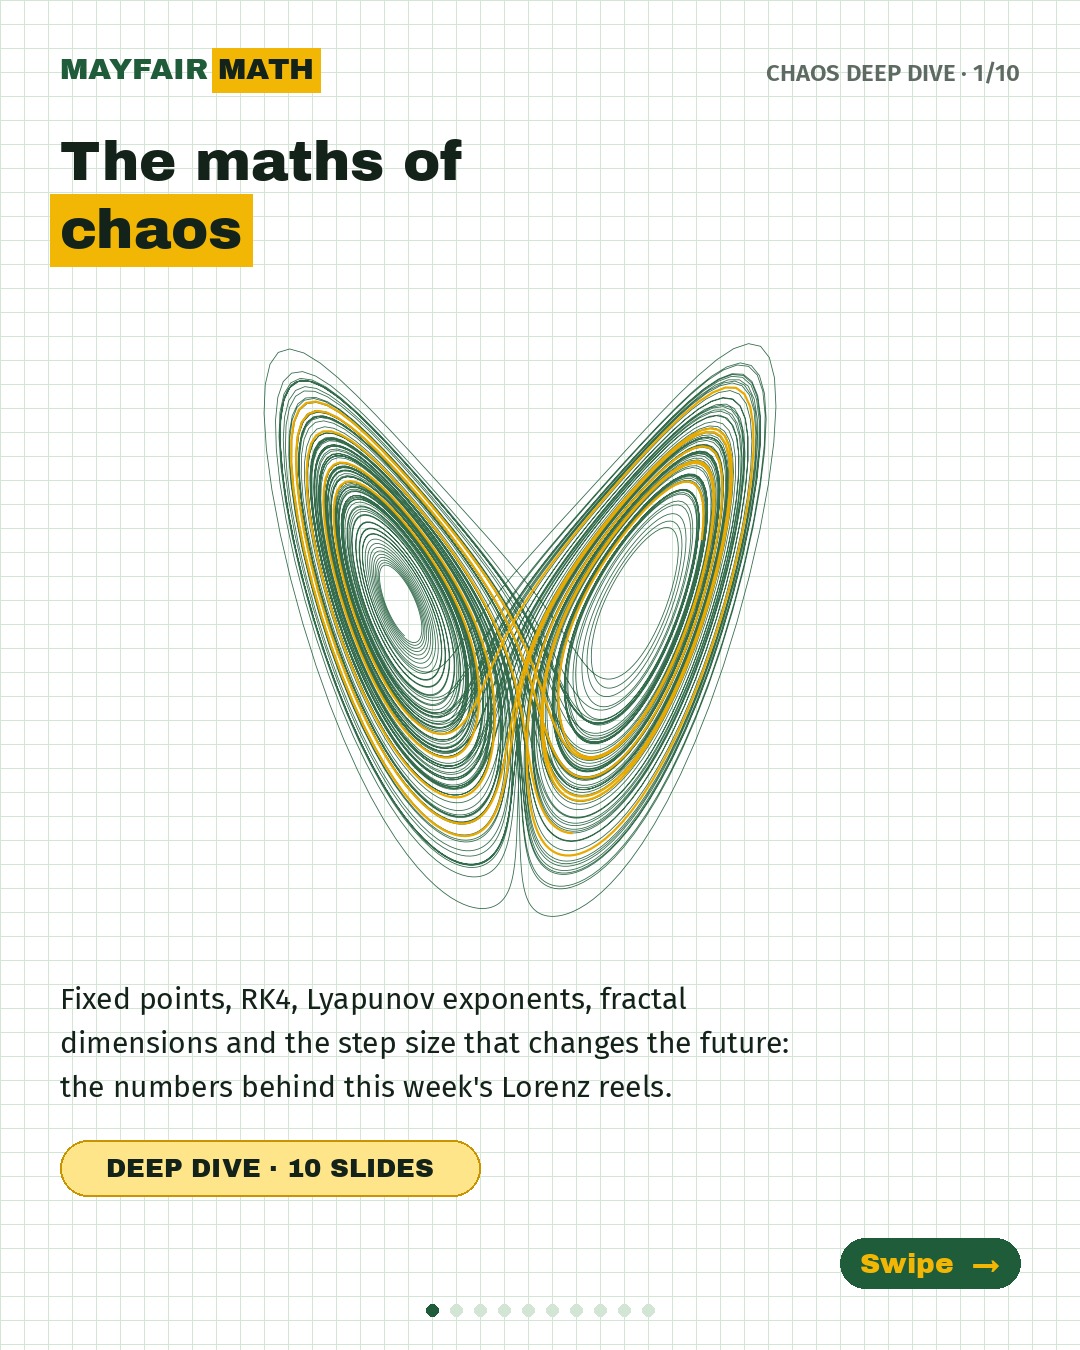 MAYFAIR MATH
CHAOS DEEP DIVE · 1/10
The maths of
chaos
Fixed points, RK4, Lyapunov exponents, fractal
dimensions and the step size that changes the future:
the numbers behind this week's Lorenz reels.
DEEP DIVE · 10 SLIDES
Swipe →